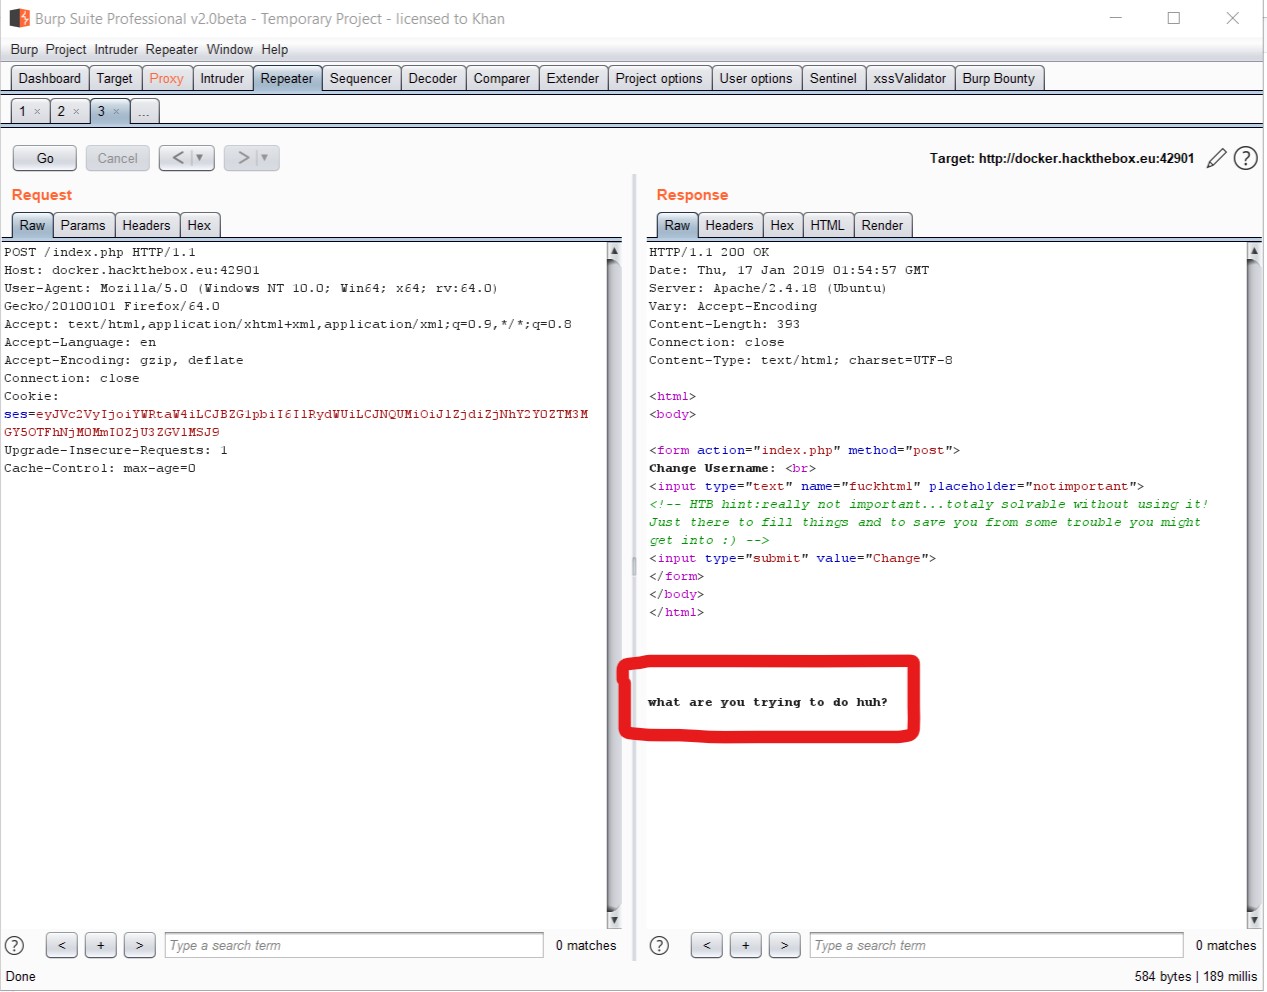 Burp Suite Professional v2.0beta - Temporary Project - licensed to Khan
Burp Project Intruder Repeater Window Help
Dashboard Target Proxy Intruder Repeater Sequencer Decoder Comparer Extender Project options User options Sentinel xssValidator Burp Bounty
1 × 2 × 3 × ...
Go Cancel < > Target: http://docker.hackthebox.eu:42901
Request
Raw Params Headers Hex
POST /index.php HTTP/1.1
Host: docker.hackthebox.eu:42901
User-Agent: Mozilla/5.0 (Windows NT 10.0; Win64; x64; rv:64.0)
Gecko/20100101 Firefox/64.0
Accept: text/html,application/xhtml+xml,application/xml;q=0.9,*/*;q=0.8
Accept-Language: en
Accept-Encoding: gzip, deflate
Connection: close
Cookie:
Upgrade-Insecure-Requests: 1
Cache-Control: max-age=0
< + > Type a search term 0 matches
Response
Raw Headers Hex HTML Render
HTTP/1.1 200 OK
Date: Thu, 17 Jan 2019 01:54:57 GMT
Server: Apache/2.4.18 (Ubuntu)
Vary: Accept-Encoding
Content-Length: 393
Connection: close
Content-Type: text/html; charset=UTF-8
<html>
<body>
<form action="index.php" method="post">
Change Username: <br>
<input type="text" name="fuckhtml" placeholder="notimportant">
<!-- HTB hint:really not important...totaly solvable without using it!
Just there to fill things and to save you from some trouble you might
get into :) -->
<input type="submit" value="Change">
</form>
</body>
</html>
what are you trying to do huh?
< + > Type a search term 0 matches
Done 584 bytes | 189 millis